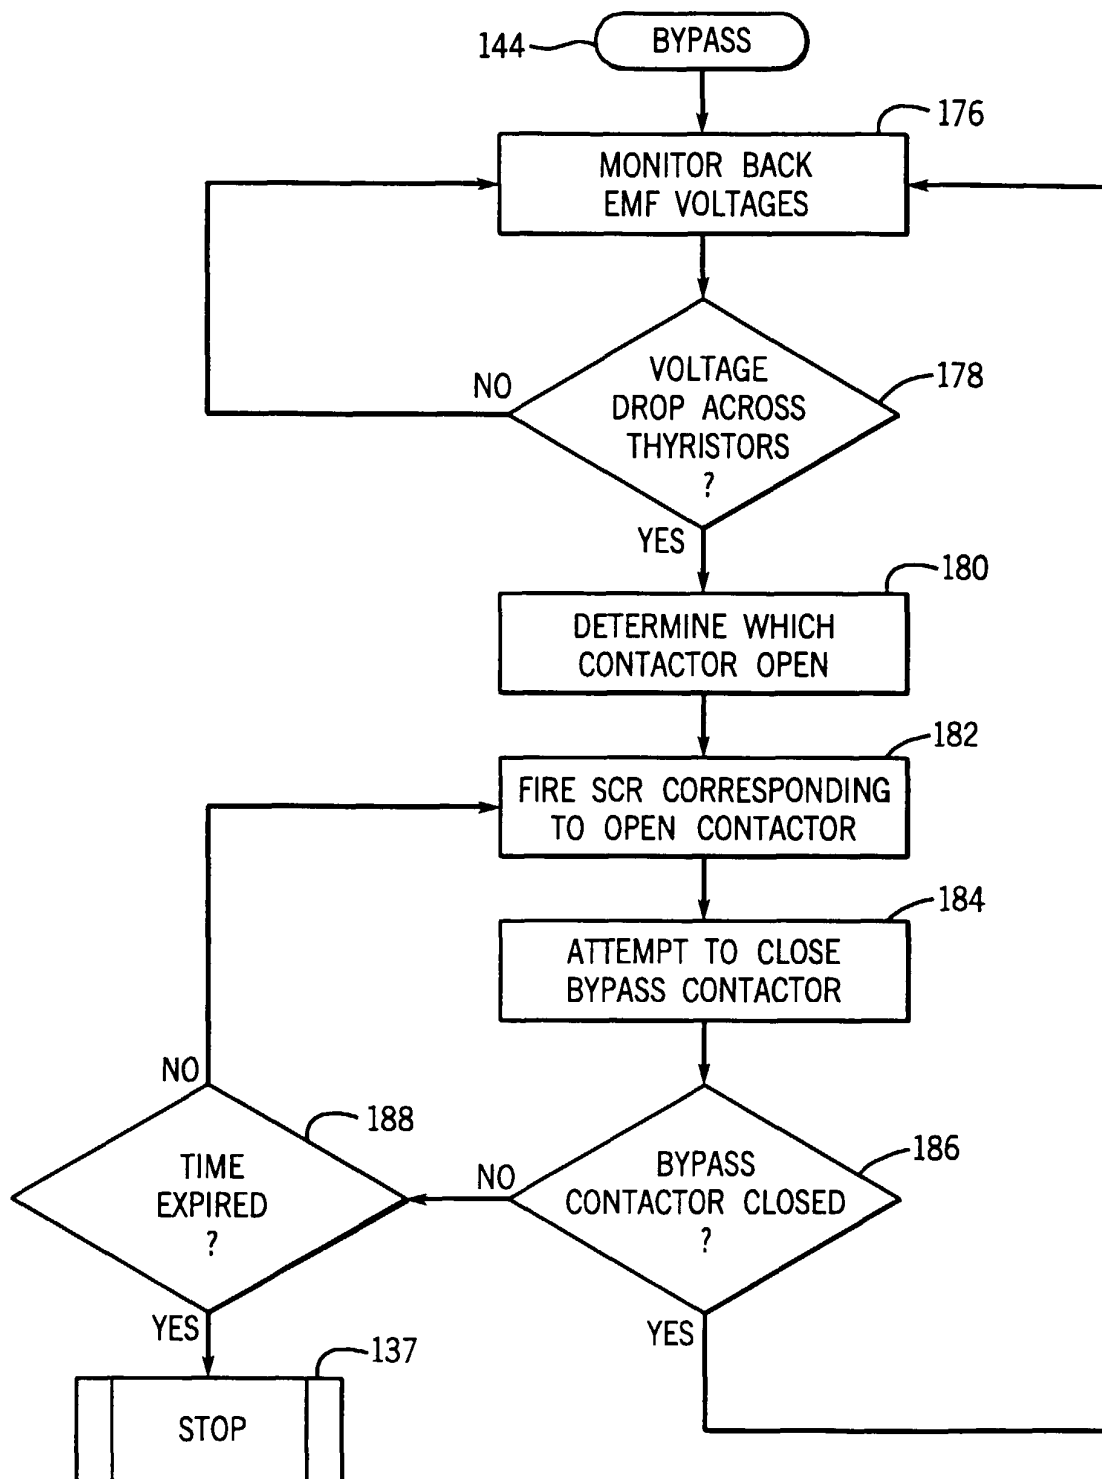 BYPASS
144
176
MONITOR BACK
EMF VOLTAGES
178
VOLTAGE
DROP ACROSS
THYRISTORS
?
NO
YES
180
DETERMINE WHICH
CONTACTOR OPEN
182
FIRE SCR CORRESPONDING
TO OPEN CONTACTOR
184
ATTEMPT TO CLOSE
BYPASS CONTACTOR
186
BYPASS
CONTACTOR CLOSED
?
NO
YES
188
TIME
EXPIRED
?
NO
YES
137
STOP